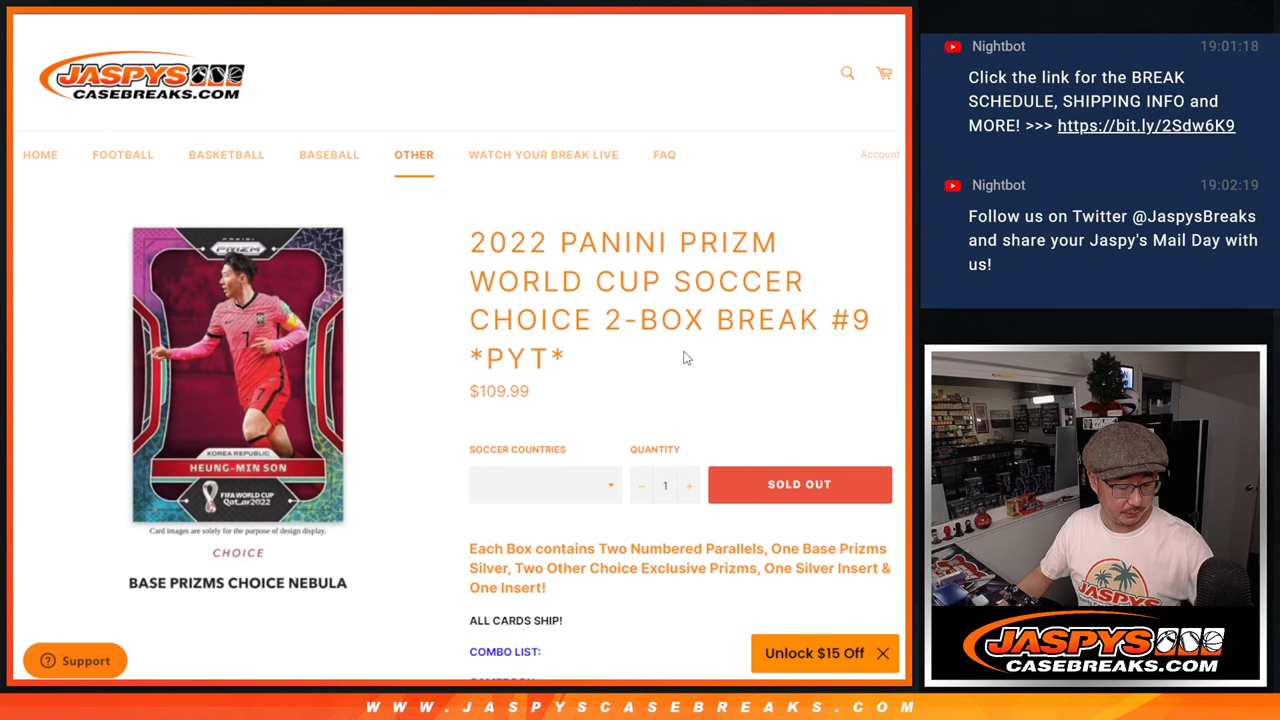 JASPYS
CASEBREAKS.COM
HOME FOOTBALL BASKETBALL BASEBALL OTHER WATCH YOUR BREAK LIVE FAQ Account
PANINI
PRIZM
7
KOREA REPUBLIC
HEUNG-MIN SON
FIFA WORLD CUP
Qatar2022
Card images are solely for the purpose of design display.
CHOICE
BASE PRIZMS CHOICE NEBULA
2022 PANINI PRIZM
WORLD CUP SOCCER
CHOICE 2-BOX BREAK #9
*PYT*
$109.99
SOCCER COUNTRIES QUANTITY
− 1 + SOLD OUT
Each Box contains Two Numbered Parallels, One Base Prizms
Silver, Two Other Choice Exclusive Prizms, One Silver Insert &
One Insert!
ALL CARDS SHIP!
COMBO LIST:
Support
Unlock $15 Off
Nightbot 19:01:18
Click the link for the BREAK
SCHEDULE, SHIPPING INFO and
MORE! >>> https://bit.ly/2Sdw6K9
Nightbot 19:02:19
Follow us on Twitter @JaspysBreaks
and share your Jaspy's Mail Day with
us!
JASPYS
JASPYS
CASEBREAKS.COM
WWW.JASPYSCASEBREAKS.COM